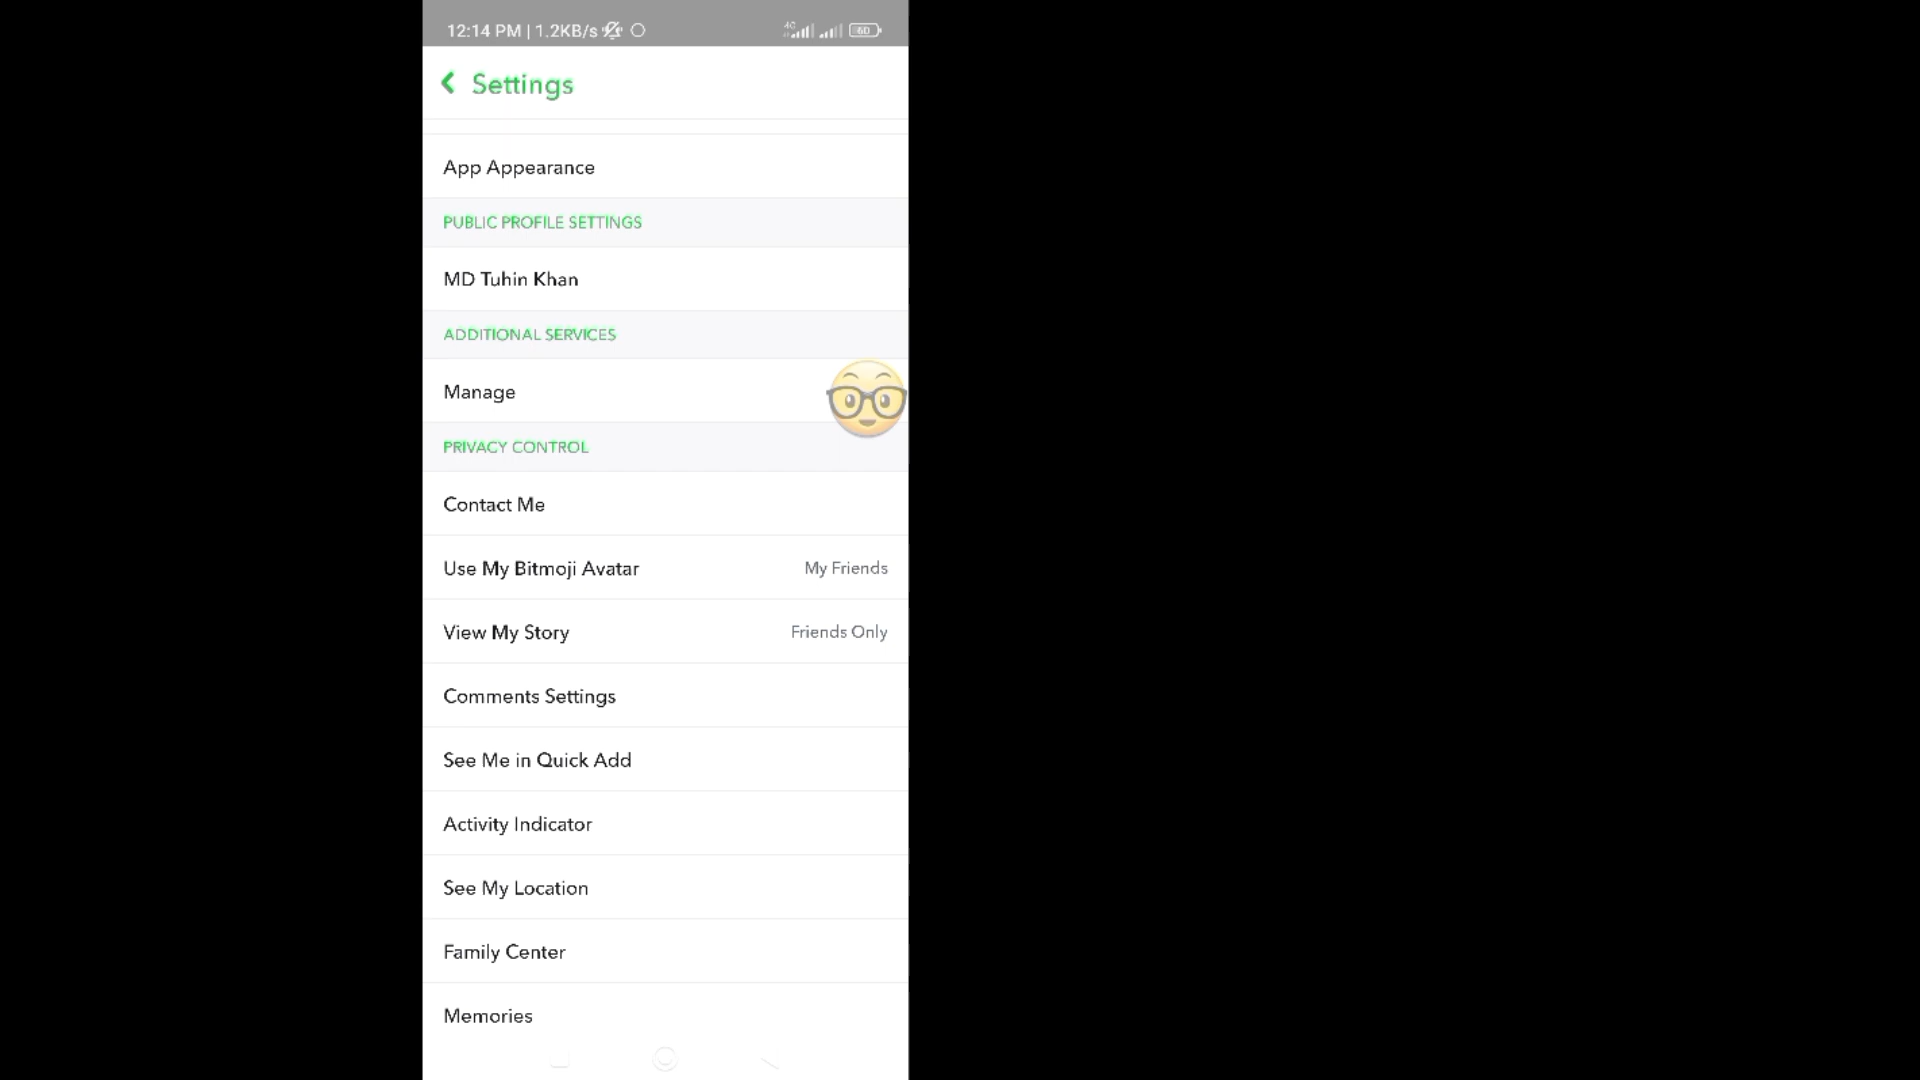 12:14 PM | 1.2KB/s 4G 60
Settings
App Appearance
PUBLIC PROFILE SETTINGS
MD Tuhin Khan
ADDITIONAL SERVICES
Manage
PRIVACY CONTROL
Contact Me
Use My Bitmoji Avatar My Friends
View My Story Friends Only
Comments Settings
See Me in Quick Add
Activity Indicator
See My Location
Family Center
Memories